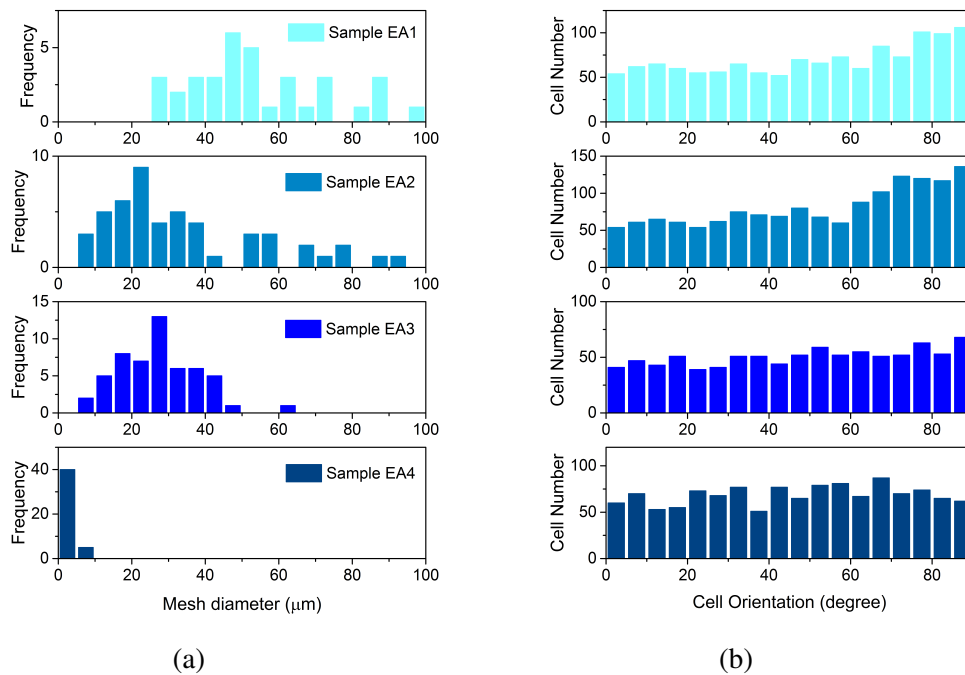 Frequency
5
0
0 20 40 60 80 100
Sample EA1
Frequency
10
5
0
0 20 40 60 80 100
Sample EA2
Frequency
15
10
5
0
0 20 40 60 80 100
Sample EA3
Frequency
40
20
0
0 20 40 60 80 100
Sample EA4
Mesh diameter (μm)
(a)
Cell Number
100
50
0
0 20 40 60 80
Cell Number
150
100
50
0
0 20 40 60 80
Cell Number
100
50
0
0 20 40 60 80
Cell Number
100
50
0
0 20 40 60 80
Cell Orientation (degree)
(b)